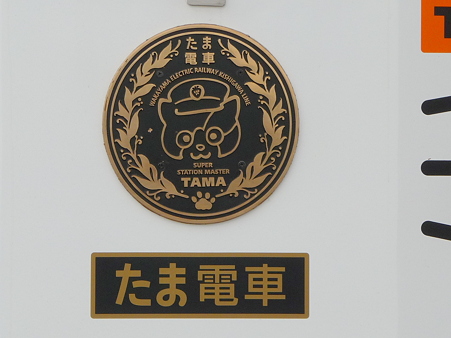 たま
電車
WAKAYAMA ELECTRIC RAILWAY KISHIGAWA LINE
SUPER
STATION MASTER
TAMA
たま電車